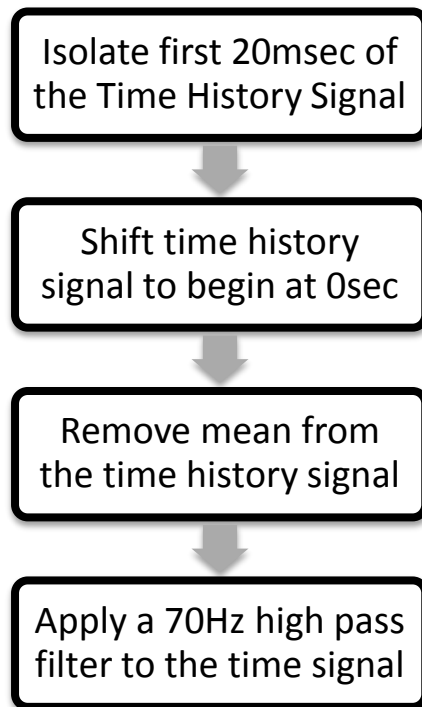 Isolate first 20msec of
the Time History Signal
Shift time history
signal to begin at 0sec
Remove mean from
the time history signal
Apply a 70Hz high pass
filter to the time signal